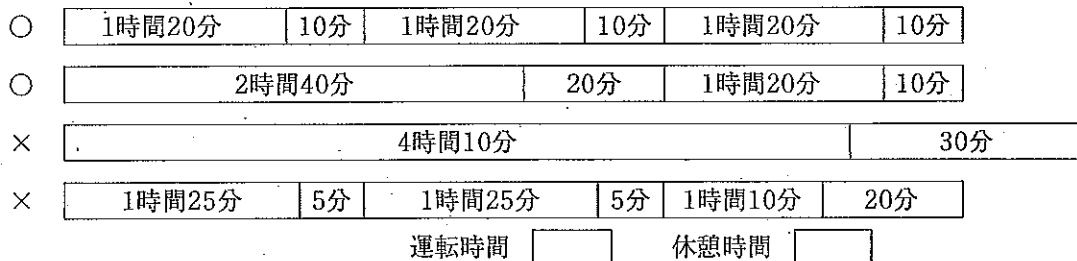 ○ 1時間20分 10分 1時間20分 10分 1時間20分 10分
○ 2時間40分 20分 1時間20分 10分
× 4時間10分 30分
× 1時間25分 5分 1時間25分 5分 1時間10分 20分
運転時間 休憩時間